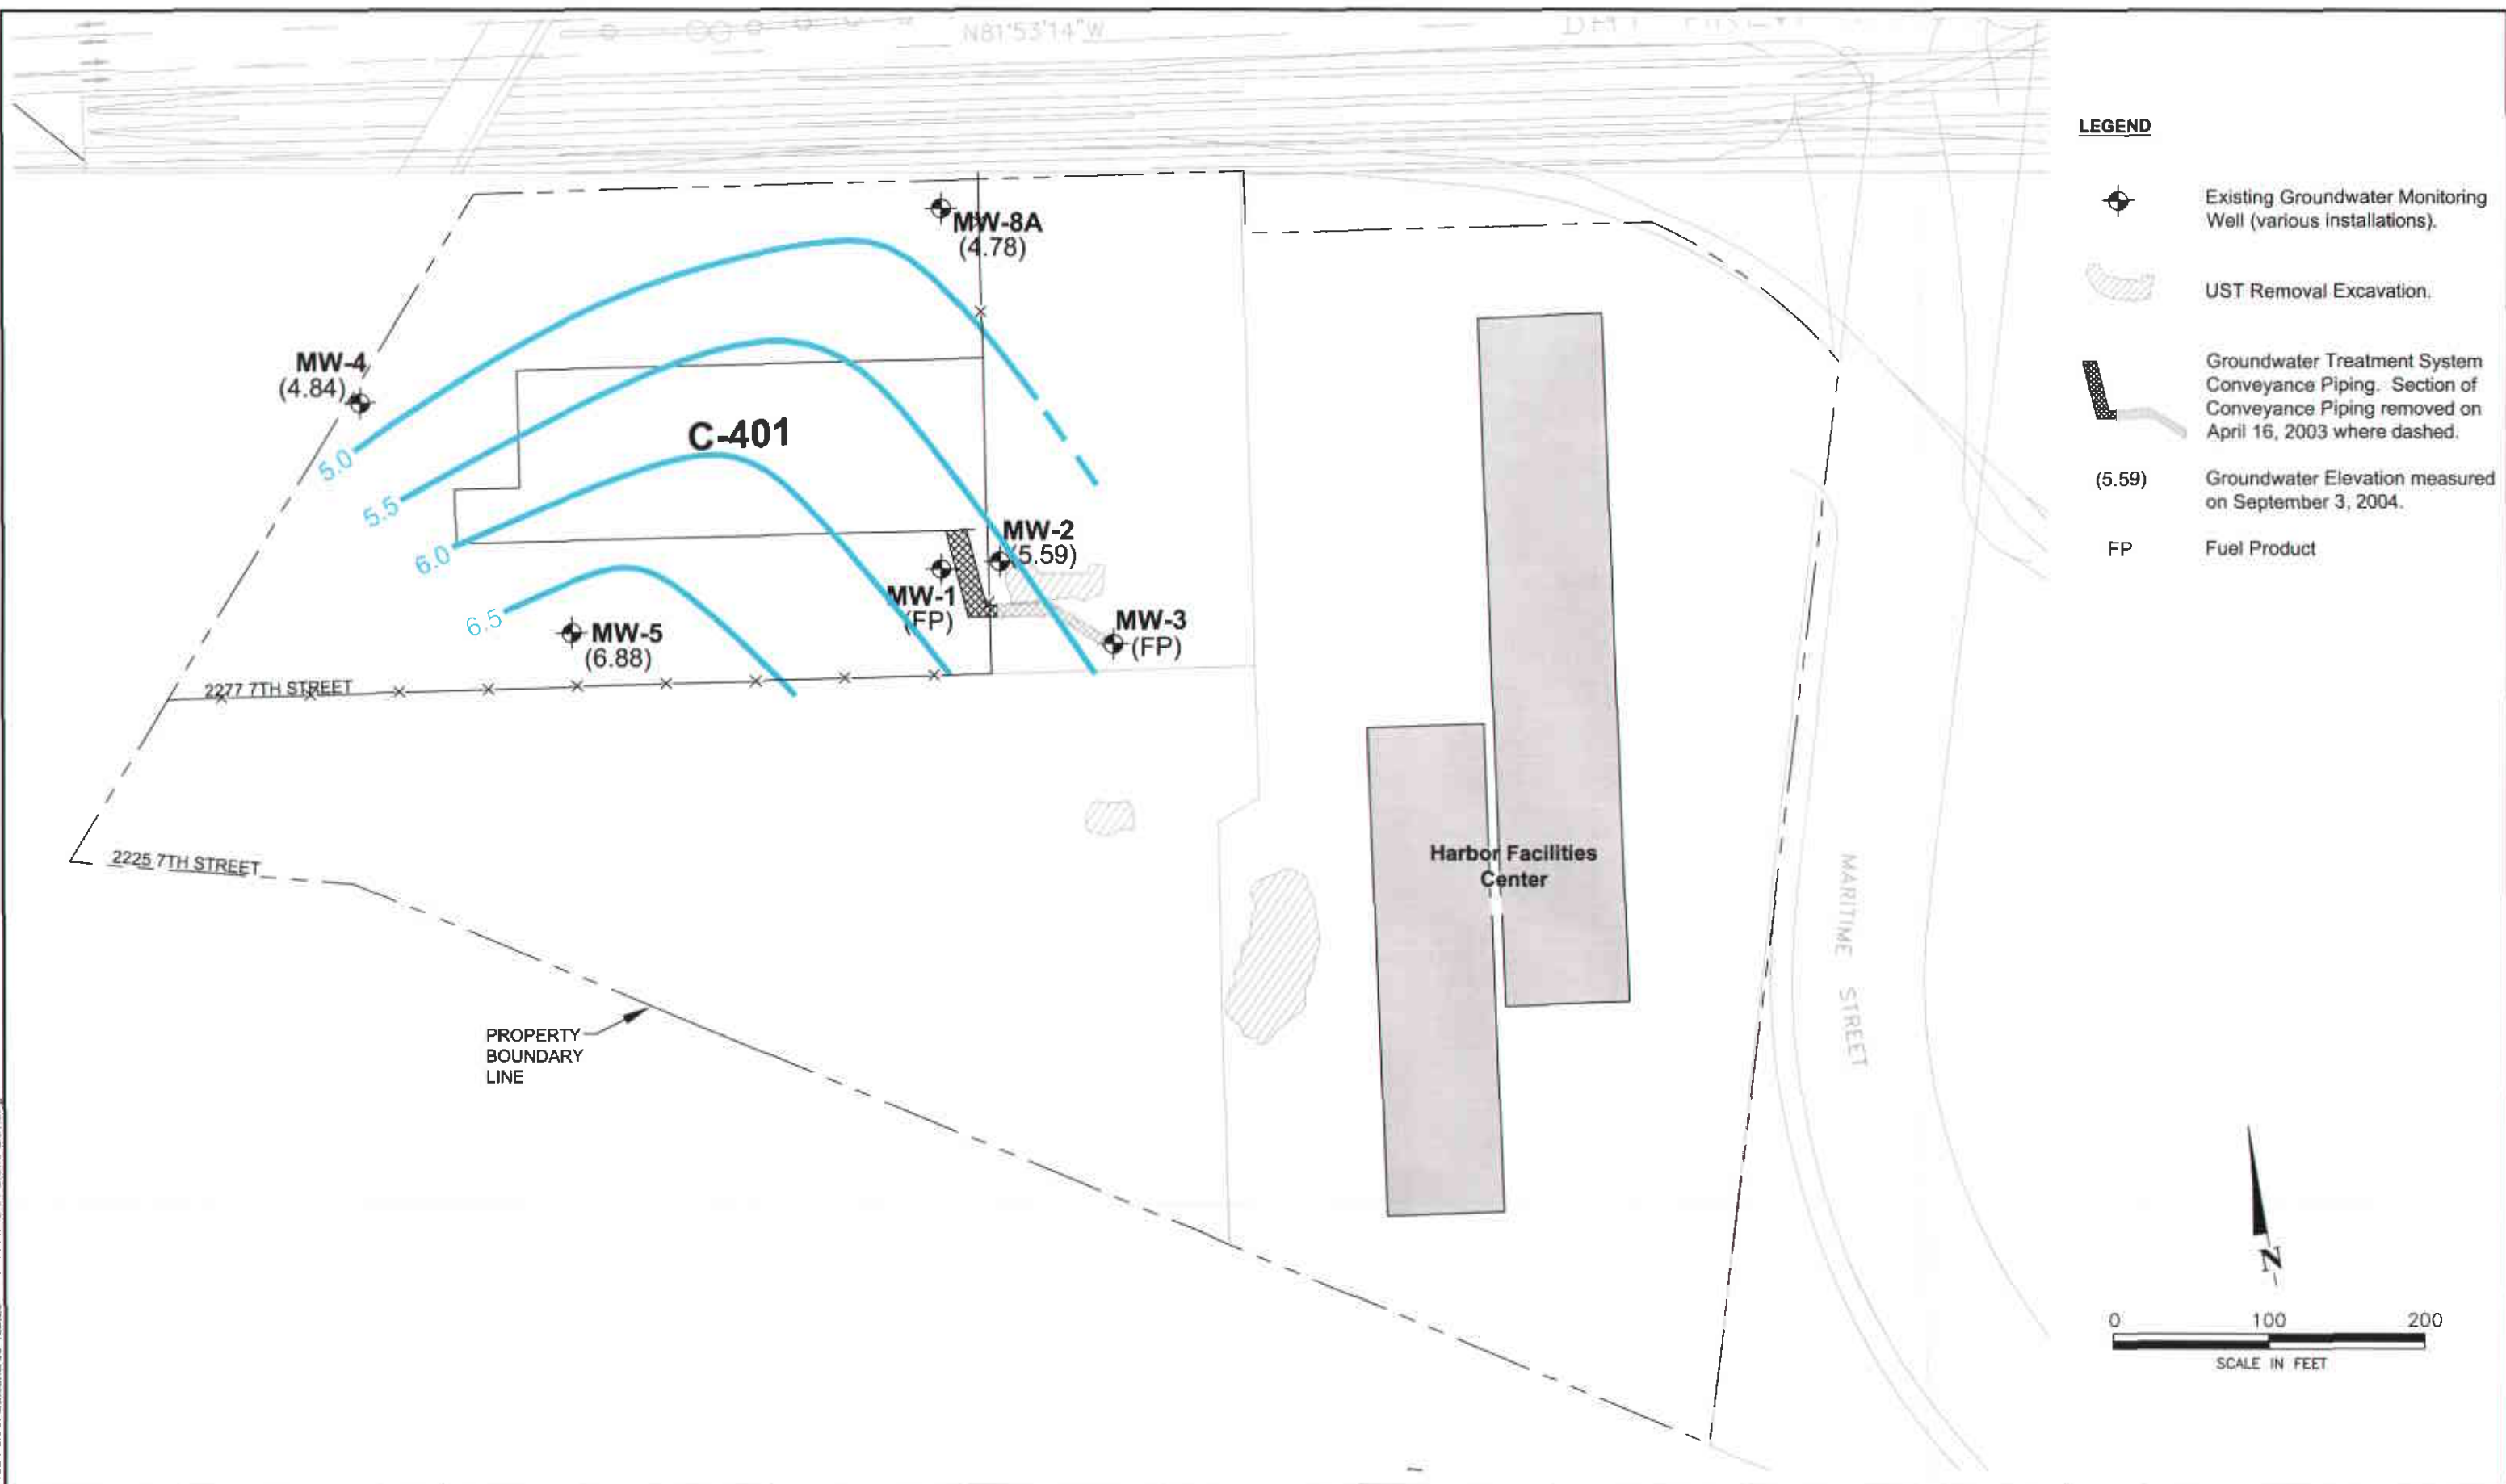 N81°53'14"W
LEGEND
Existing Groundwater Monitoring
Well (various installations).
UST Removal Excavation.
Groundwater Treatment System
Conveyance Piping. Section of
Conveyance Piping removed on
April 16, 2003 where dashed.
(5.59)
Groundwater Elevation measured
on September 3, 2004.
FP
Fuel Product
MW-8A
(4.78)
MW-4
(4.84)
C-401
5.0
5.5
6.0
6.5
MW-2
(5.59)
MW-1
(FP)
MW-3
(FP)
MW-5
(6.88)
2277 7TH STREET
2225 7TH STREET
Harbor Facilities
Center
MARITIME STREET
PROPERTY
BOUNDARY
LINE
N
0 100 200
SCALE IN FEET